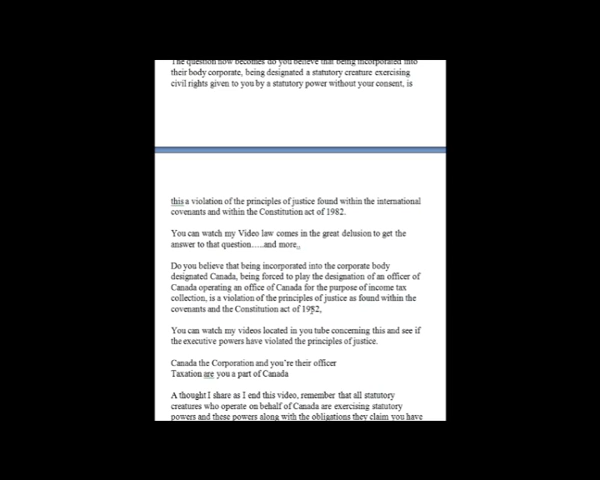 The question now becomes do you believe that being incorporated into
their body corporate, being designated a statutory creature exercising
civil rights given to you by a statutory power without your consent, is
this a violation of the principles of justice found within the international
covenants and within the Constitution act of 1982.
You can watch my Video law comes in the great delusion to get the
answer to that question…..and more,,
Do you believe that being incorporated into the corporate body
designated Canada, being forced to play the designation of an officer of
Canada operating an office of Canada for the purpose of income tax
collection, is a violation of the principles of justice as found within the
covenants and the Constitution act of 1982,
You can watch my videos located in you tube concerning this and see if
the executive powers have violated the principles of justice.
Canada the Corporation and you're their officer
Taxation are you a part of Canada
A thought I share as I end this video, remember that all statutory
creatures who operate on behalf of Canada are exercising statutory
powers and these powers along with the obligations they claim you have